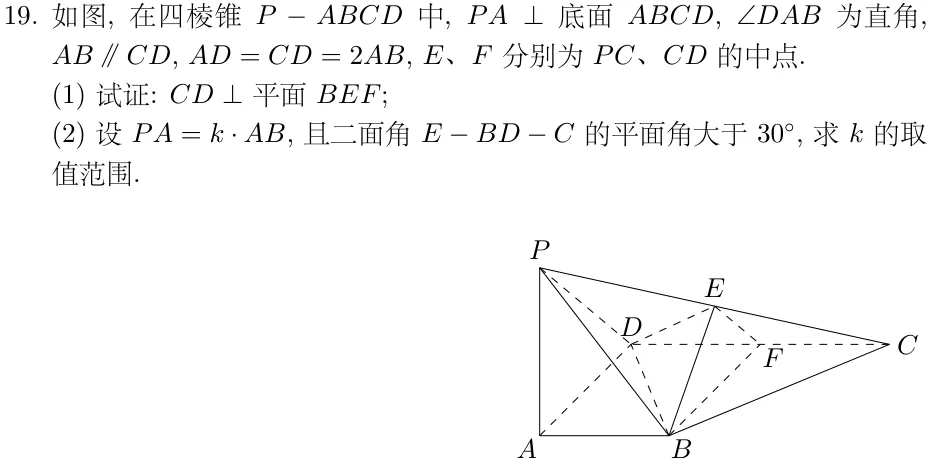 19. 如图, 在四棱锥 P − ABCD 中, PA ⊥ 底面 ABCD, ∠DAB 为直角,
AB ∥ CD, AD = CD = 2AB, E、F 分别为 PC、CD 的中点.
(1) 试证: CD ⊥ 平面 BEF;
(2) 设 PA = k · AB, 且二面角 E − BD − C 的平面角大于 30°, 求 k 的取
值范围.
P
E
D
C
F
A
B